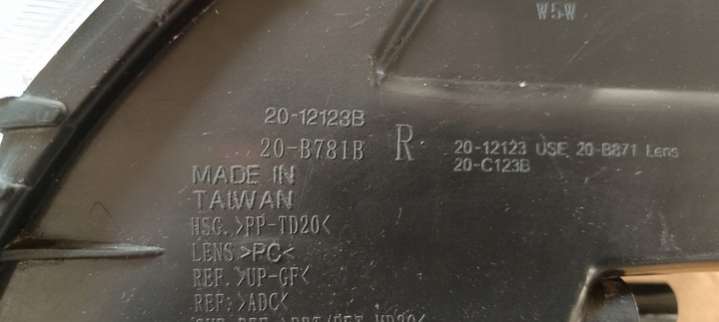 W5W
20-12123B
20-B781B R
20-12123 USE 20-B871 Lens
20-C123B
MADE IN
TAIWAN
HSG.>PP-TD20<
LENS>PC<
REF.>UP-GF<
REF:>ADC<